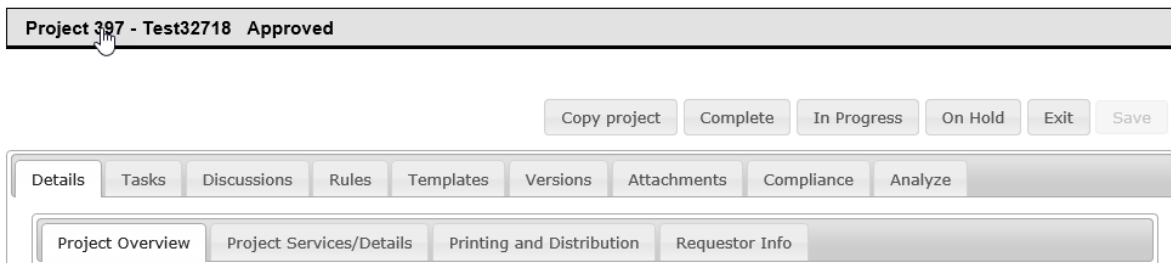 Project 397 - Test32718 Approved
Copy project Complete In Progress On Hold Exit Save
Details Tasks Discussions Rules Templates Versions Attachments Compliance Analyze
Project Overview Project Services/Details Printing and Distribution Requestor Info